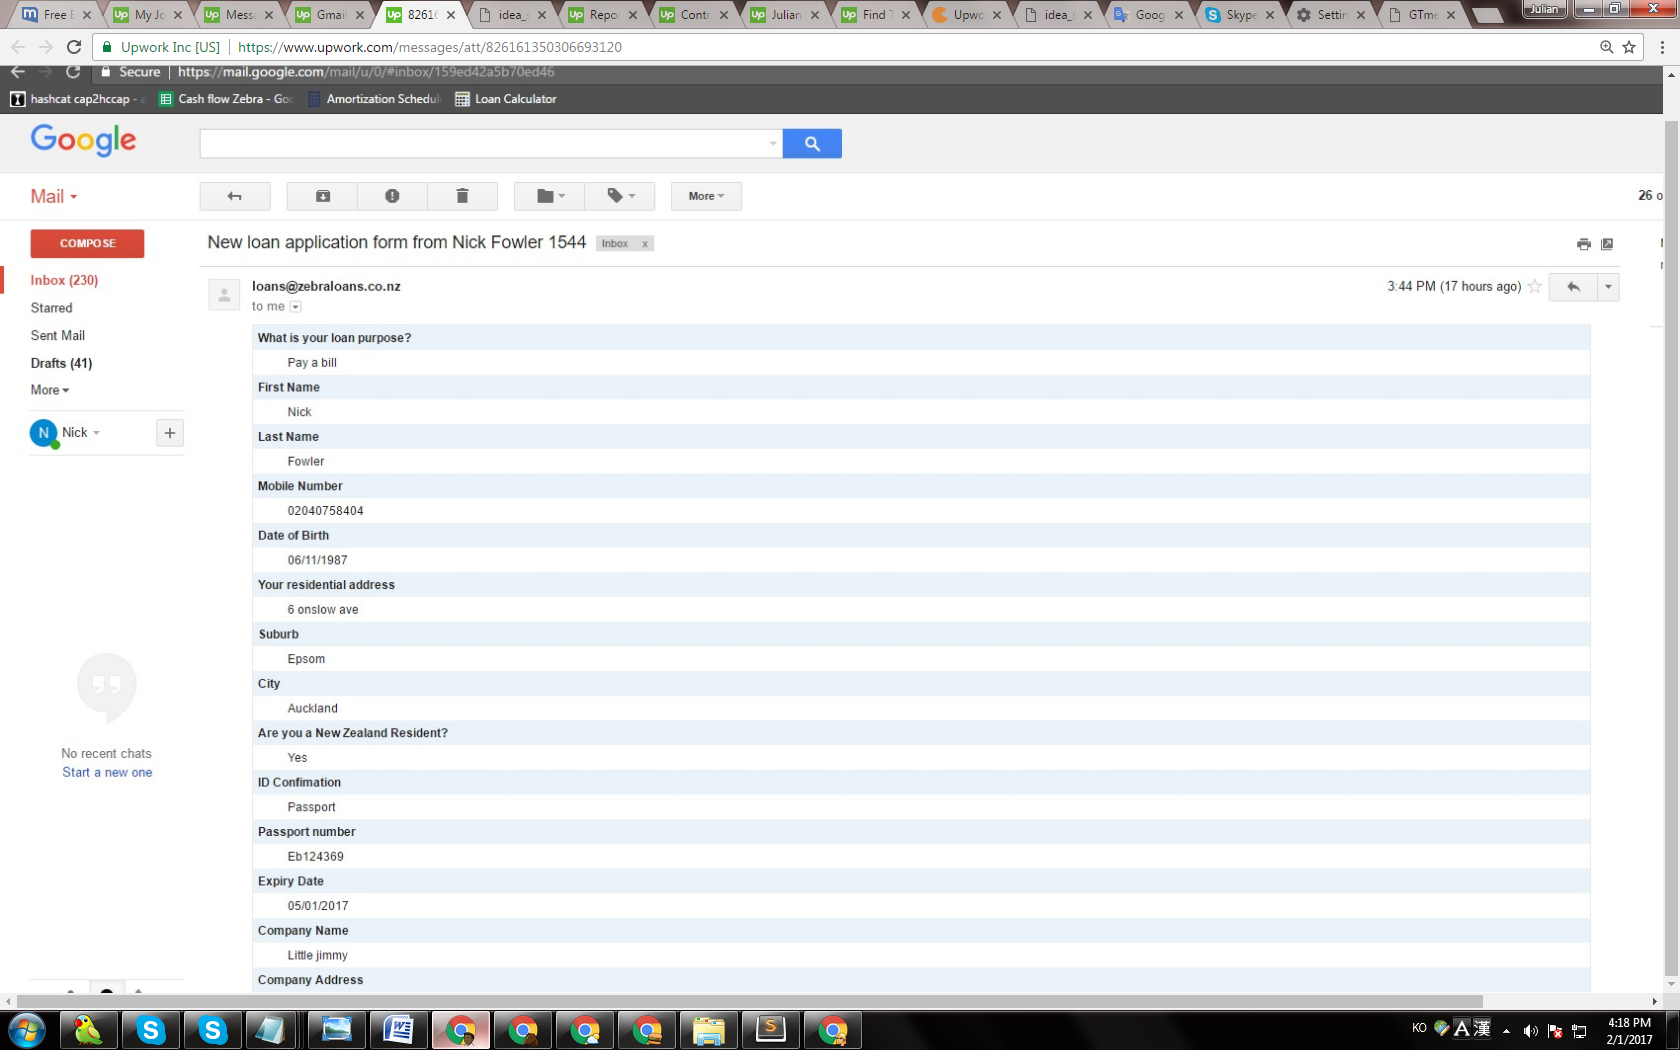 Free E
My Jo
Messa
Gmail
8261
idea_
Repo
Contr
Julian
Find T
Upwo
idea_
Goog
Skype
Settin
GTme
Julian
Upwork Inc [US] https://www.upwork.com/messages/att/826161350306693120
Secure https://mail.google.com/mail/u/0/#inbox/159ed42a5b70ed46
hashcat cap2hccap - a
Cash flow Zebra - Goo
Amortization Schedul
Loan Calculator
Google
Mail
More
26 o
COMPOSE
New loan application form from Nick Fowler 1544 Inbox x
Inbox (230)
Starred
Sent Mail
Drafts (41)
More
N Nick +
No recent chats
Start a new one
loans@zebraloans.co.nz
3:44 PM (17 hours ago)
to me
What is your loan purpose?
Pay a bill
First Name
Nick
Last Name
Fowler
Mobile Number
02040758404
Date of Birth
06/11/1987
Your residential address
6 onslow ave
Suburb
Epsom
City
Auckland
Are you a New Zealand Resident?
Yes
ID Confimation
Passport
Passport number
Eb124369
Expiry Date
05/01/2017
Company Name
Little jimmy
Company Address
KO A 漢
4:18 PM
2/1/2017